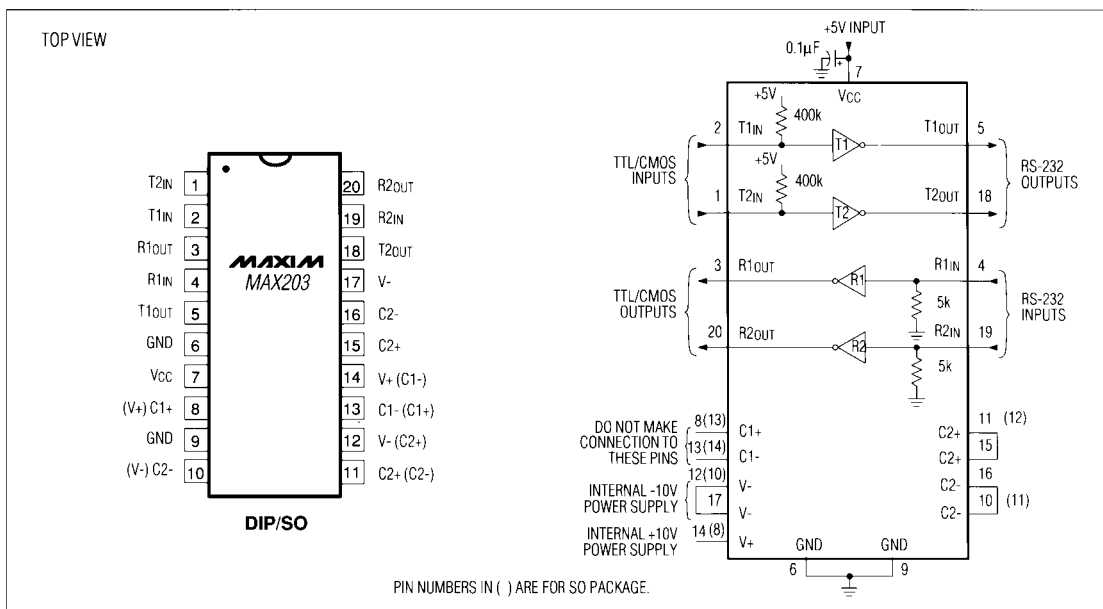 TOP VIEW
T2IN 1
T1IN 2
R1OUT 3
R1IN 4
T1OUT 5
GND 6
VCC 7
(V+) C1+ 8
GND 9
(V-) C2- 10
MAXIM
MAX203
20 R2OUT
19 R2IN
18 T2OUT
17 V-
16 C2-
15 C2+
14 V+ (C1-)
13 C1- (C1+)
12 V- (C2+)
11 C2+ (C2-)
DIP/SO
+5V INPUT
0.1µF
+
7
VCC
+5V
400k
2 T1IN T1 T1OUT 5
+5V
400k
1 T2IN T2 T2OUT 18
TTL/CMOS
INPUTS
RS-232
OUTPUTS
3 R1OUT R1 R1IN 4
5k
20 R2OUT R2 R2IN 19
5k
TTL/CMOS
OUTPUTS
RS-232
INPUTS
DO NOT MAKE
CONNECTION TO
THESE PINS
8(13) C1+
13(14) C1-
INTERNAL -10V
POWER SUPPLY
12(10) V-
17 V-
INTERNAL +10V
POWER SUPPLY
14(8) V+
C2+ 11 (12)
C2+ 15
C2- 16
C2- 10 (11)
GND GND
6 9
PIN NUMBERS IN ( ) ARE FOR SO PACKAGE.